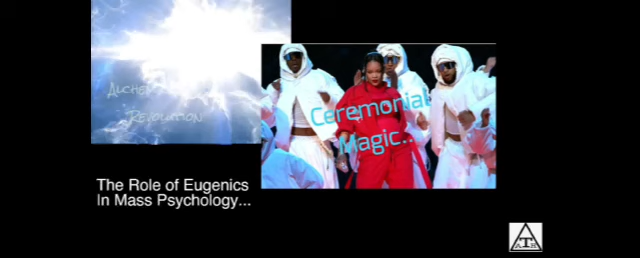 Revolution
Ceremonial
Magic...
The Role of Eugenics
In Mass Psychology...